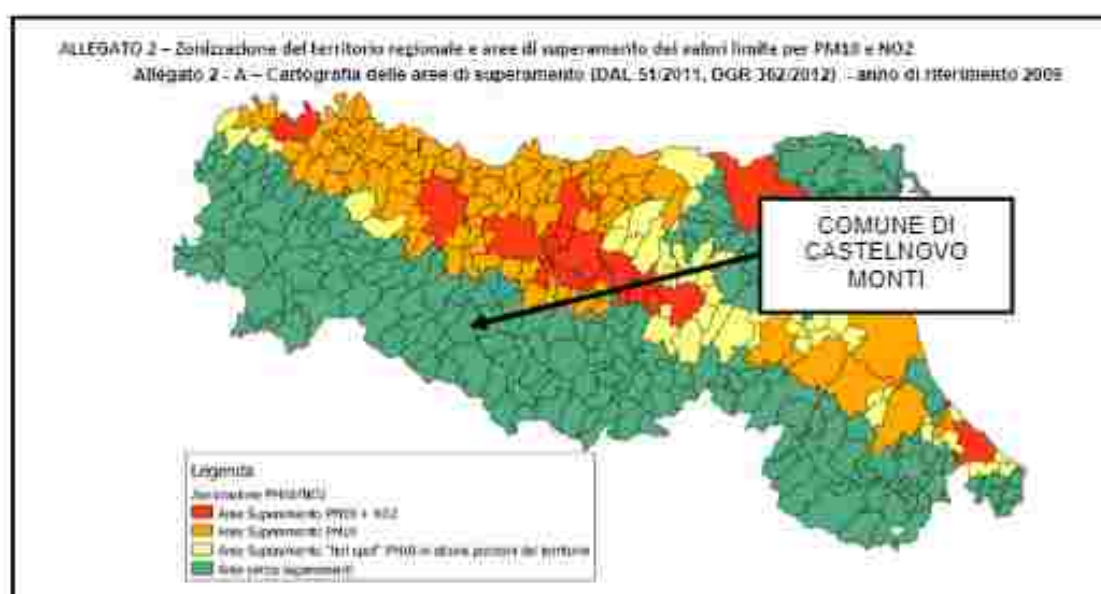 ALLEGATO 2 – Zonizzazione del territorio regionale e aree di superamento dei valori limite per PM10 e NO2
Allegato 2 - A – Cartografia delle aree di superamento (DAL 51/2011, DGR 362/2012) - anno di riferimento 2009
COMUNE DI
CASTELNOVO
MONTI
Legenda
Zonizzazione PM10/NO2
Aree Superamento PM10 + NO2
Aree Superamento PM10
Aree Superamento "hot spot" PM10 in alcune porzioni del territorio
Aree senza superamenti